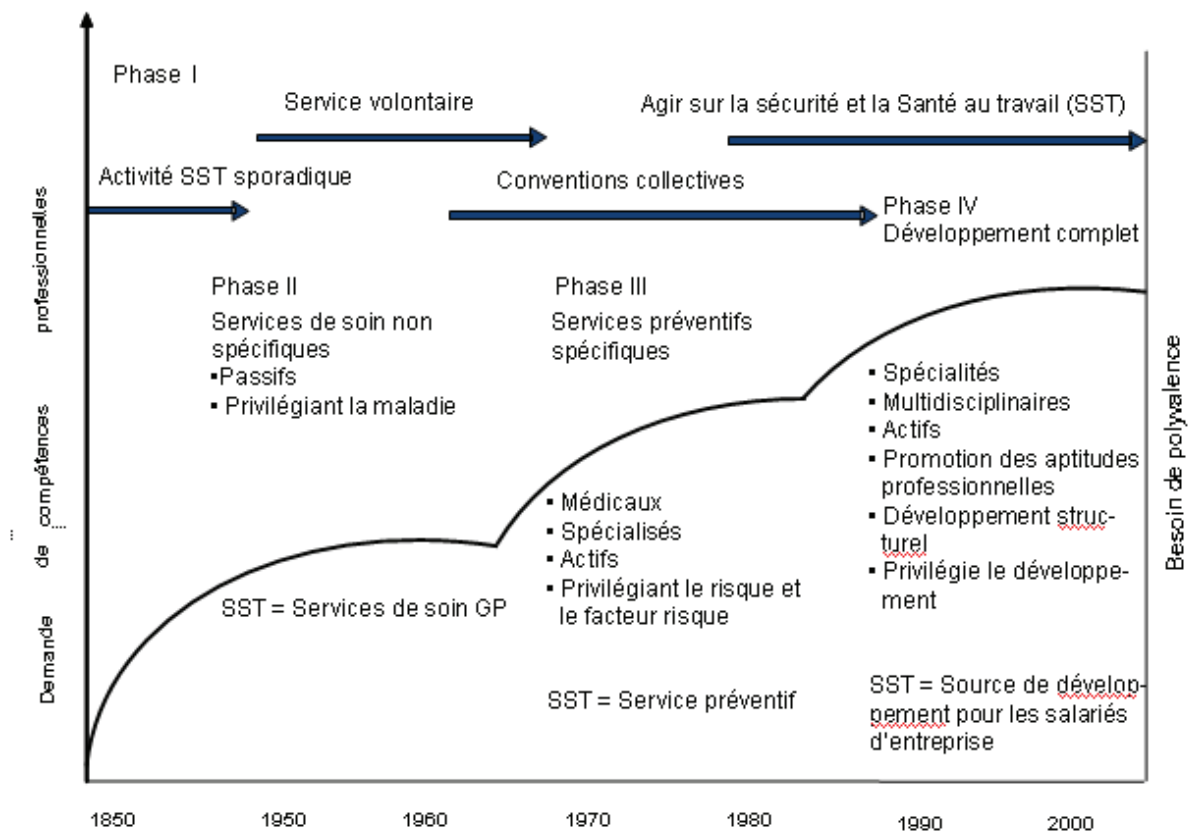 Phase I
Service volontaire
Agir sur la sécurité et la Santé au travail (SST)
Activité SST sporadique
Conventions collectives
Phase IV
Développement complet
Phase II
Services de soin non
spécifiques
▪Passifs
▪ Privilégiant la maladie
Phase III
Services préventifs
spécifiques
▪ Médicaux
▪ Spécialisés
▪ Actifs
▪ Privilégiant le risque et
le facteur risque
▪ Spécialités
▪ Multidisciplinaires
▪ Actifs
▪ Promotion des aptitudes
professionnelles
▪ Développement struc-
turel
▪ Privilégie le développe-
ment
SST = Services de soin GP
SST = Service préventif
SST = Source de dévelop-
pement pour les salariés
d'entreprise
Demande de compétences professionnelles
Besoin de polyvalence
1850 1950 1960 1970 1980 1990 2000